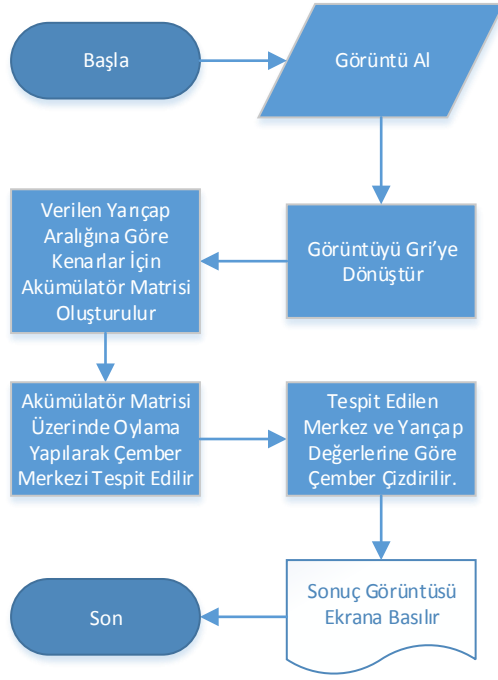 Başla
Görüntü Al
Görüntüyü Gri'ye
Dönüştür
Verilen Yarıçap
Aralığına Göre
Kenarlar İçin
Akümülatör Matrisi
Oluşturulur
Akümülatör Matrisi
Üzerinde Oylama
Yapılarak Çember
Merkezi Tespit Edilir
Tespit Edilen
Merkez ve Yarıçap
Değerlerine Göre
Çember Çizdirilir.
Sonuç Görüntüsü
Ekrana Basılır
Son